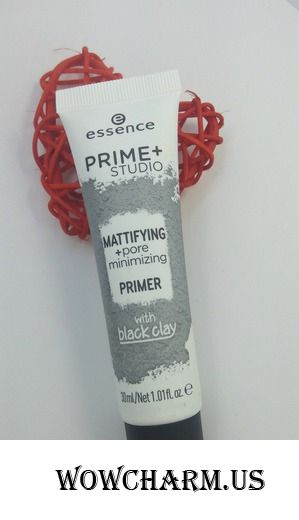 e
essence
PRIME+
STUDIO
MATTIFYING
+pore
minimizing
PRIMER
with
black clay
30ml/Net 1.01fl.oz.℮
WOWCHARM.US